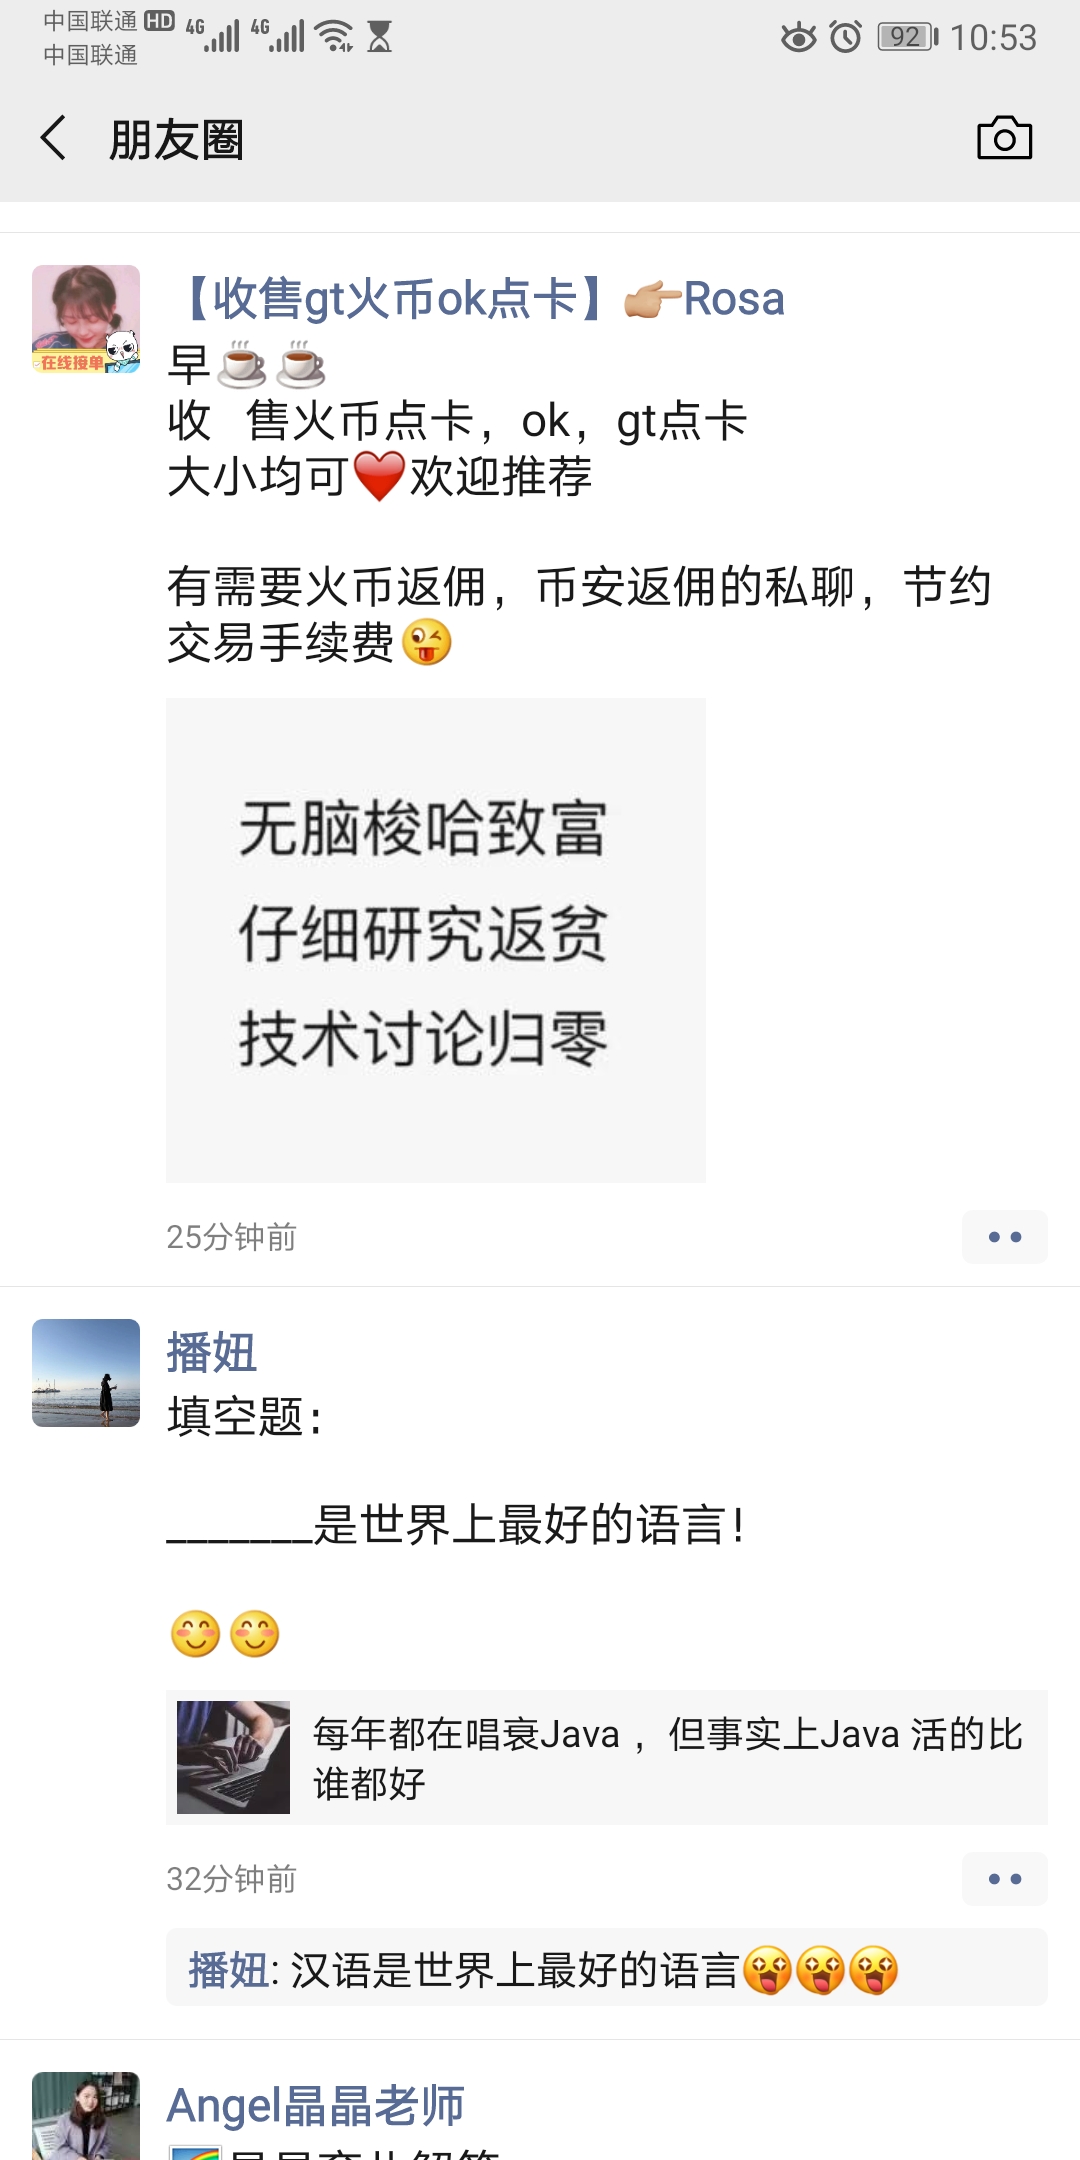 中国联通 HD 4G 4G 92 10:53
中国联通
朋友圈
【收售gt火币ok点卡】👉Rosa
早☕☕
收 售火币点卡，ok，gt点卡
大小均可❤️欢迎推荐
有需要火币返佣，币安返佣的私聊，节约
交易手续费😜
在线接单
无脑梭哈致富
仔细研究返贫
技术讨论归零
25分钟前
播妞
填空题：
_______是世界上最好的语言！
😊😊
每年都在唱衰Java ，但事实上Java 活的比
谁都好
32分钟前
播妞: 汉语是世界上最好的语言🤩🤩🤩
Angel晶晶老师